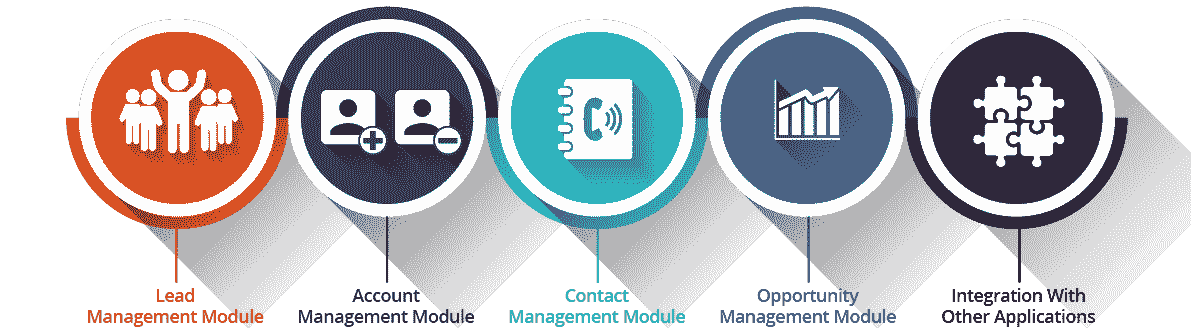 Lead
Management Module
Account
Management Module
Contact
Management Module
Opportunity
Management Module
Integration With
Other Applications